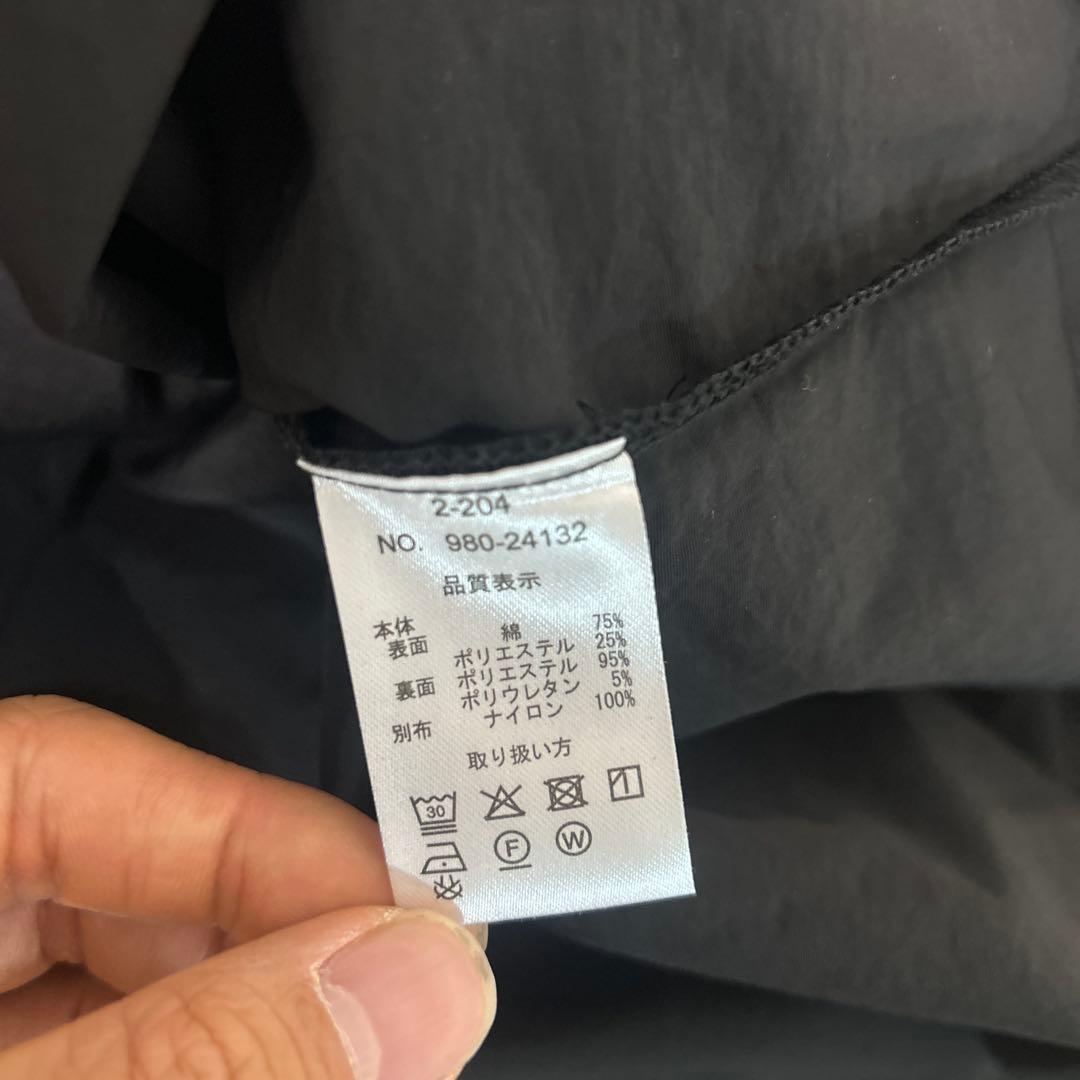 2-204
NO. 980-24132
品質表示
本体
表面 綿 75%
ポリエステル 25%
裏面 ポリエステル 95%
ポリウレタン 5%
別布 ナイロン 100%
取り扱い方
30
F W